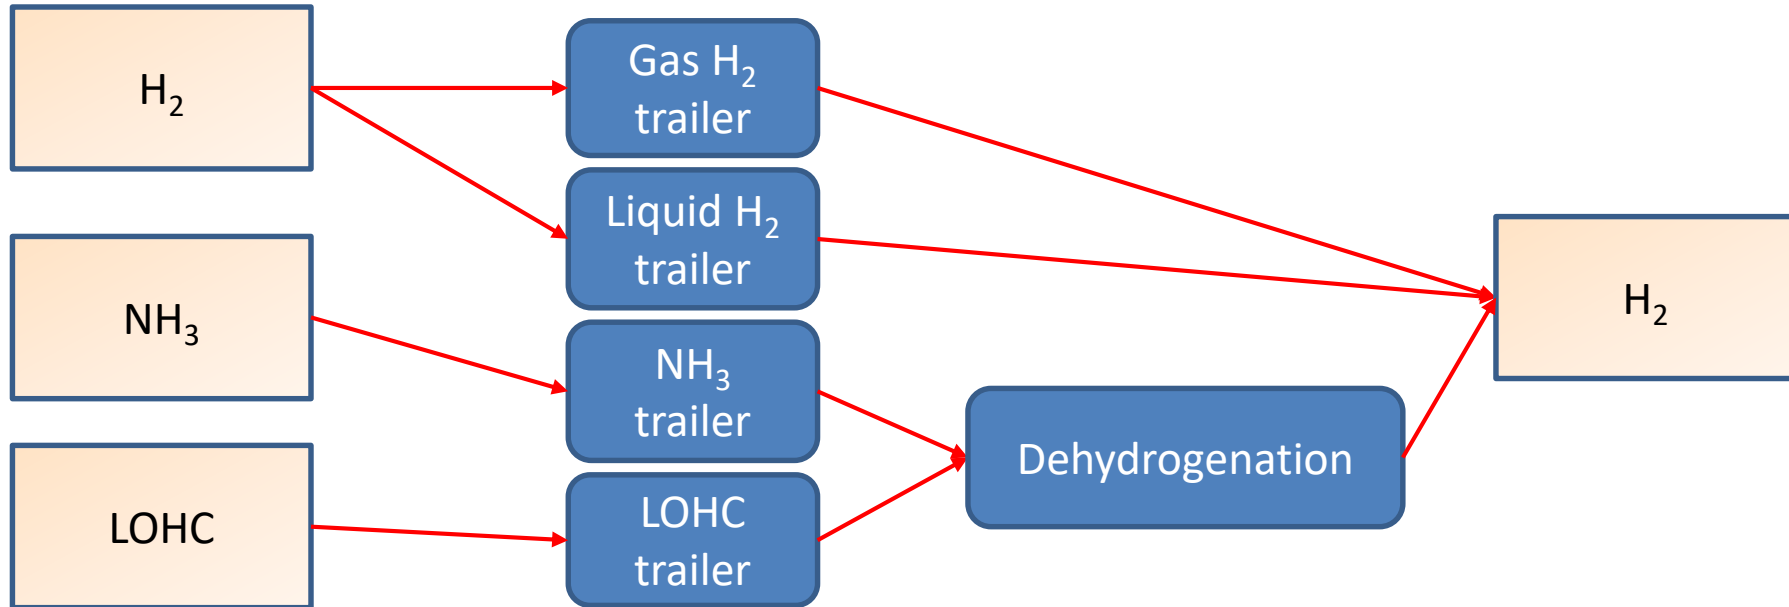 H₂
Gas H₂
trailer
Liquid H₂
trailer
NH₃
NH₃
trailer
LOHC
LOHC
trailer
Dehydrogenation
H₂